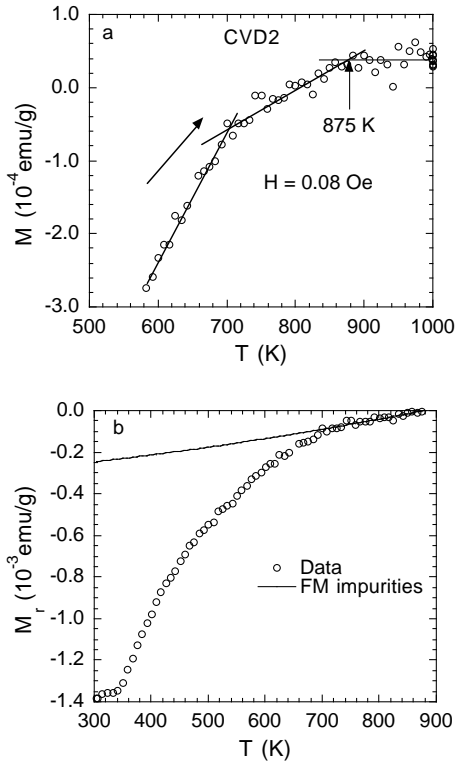 a
CVD2
1.0
0.0
-1.0
-2.0
-3.0
M (10⁻⁴emu/g)
875 K
H = 0.08 Oe
500 600 700 800 900 1000
T (K)
b
0.0
-0.2
-0.4
-0.6
-0.8
-1.0
-1.2
-1.4
Mᵣ (10⁻³emu/g)
Data
FM impurities
300 400 500 600 700 800 900
T (K)